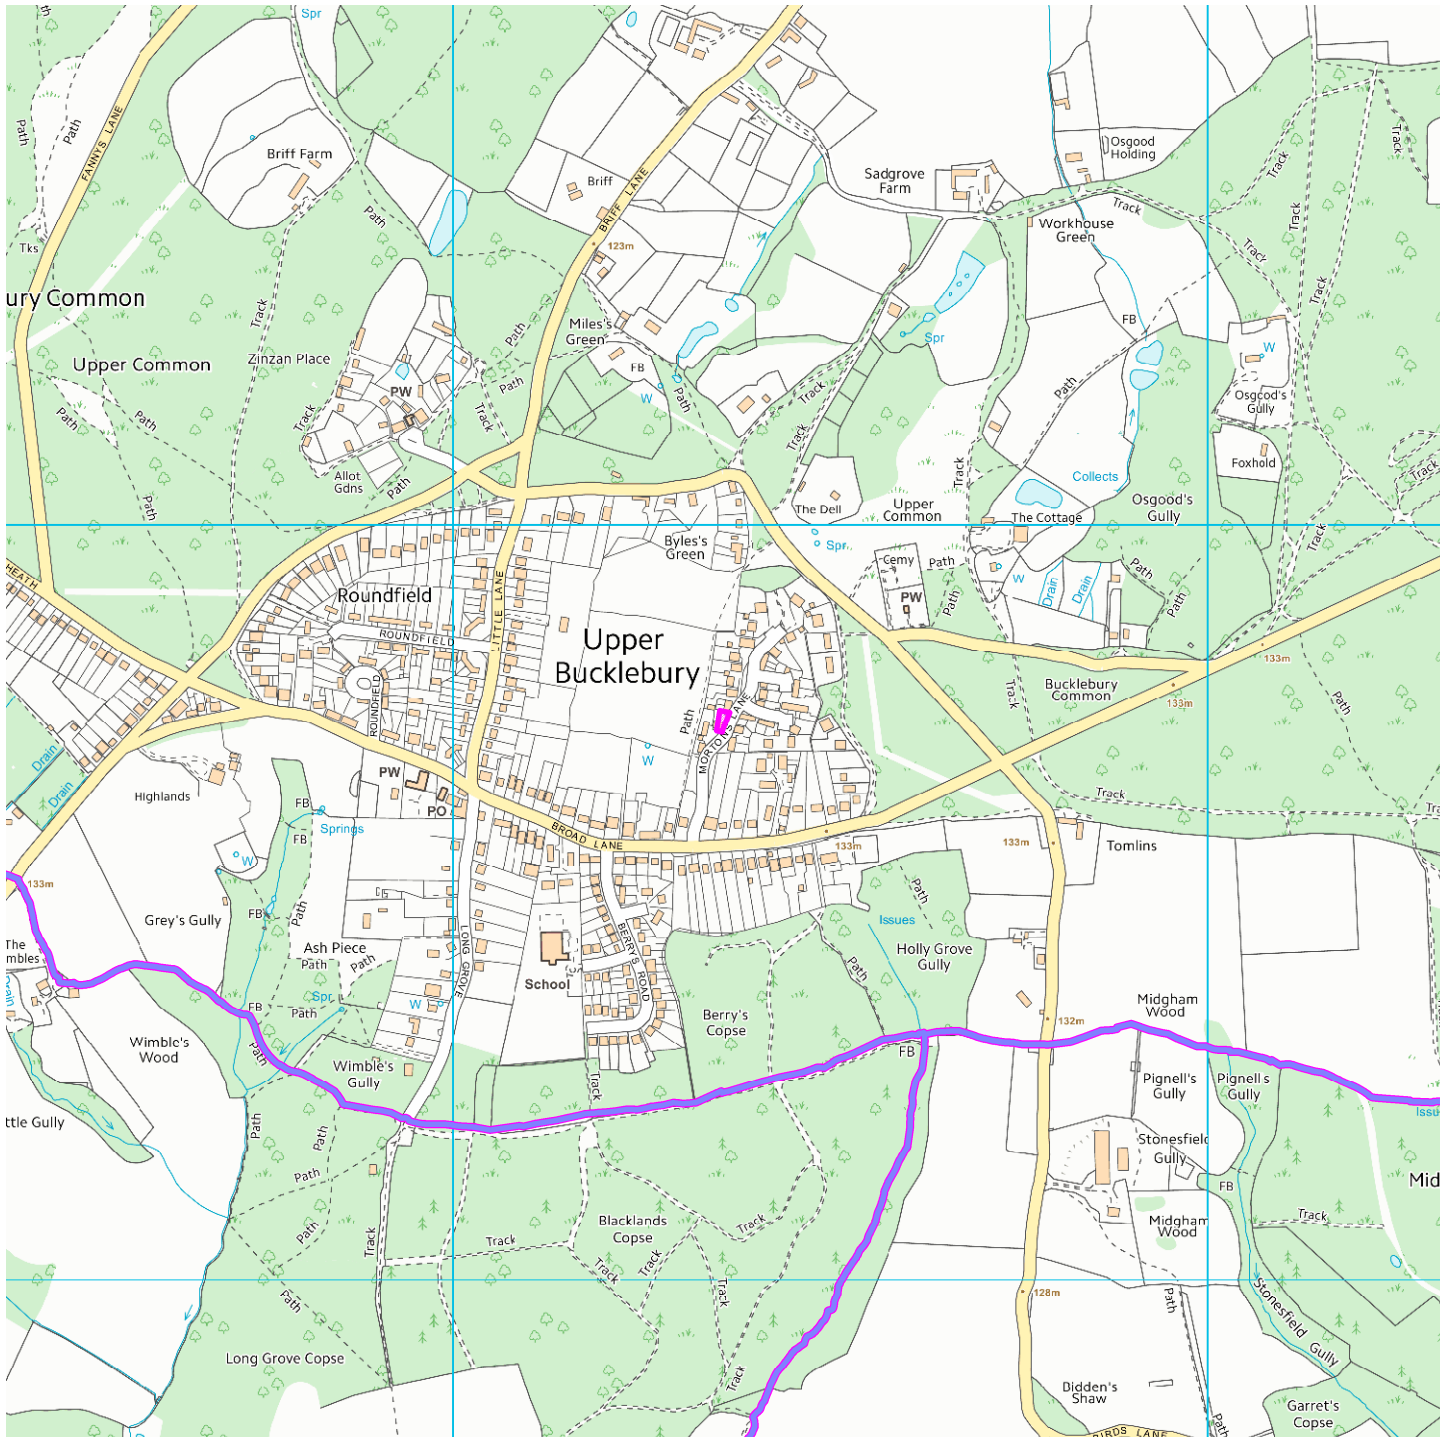 Spr
Path
Path
FANNYS LANE
Briff Farm
Briff
BRIFF LANE
Sadgrove
Farm
Osgood
Holding
Track
Track
Track
Track
Path
Tks
123m
Workhouse
Green
Track
Track
ury Common
Track
Upper Common
Zinzan Place
PW
Path
Path
Miles's
Green
FB
W
Path
Spr
FB
W
Osgood's
Gully
Path
Path
Path
Track
Track
Track
Track
Path
Allot
Gdns
Path
Foxhold
Collects
Osgood's
Gully
Track
Track
The Dell
Upper
Common
Track
The Cottage
Byles's
Green
Spr
Cemy
PW
Path
Path
W
Drain
Drain
Path
Path
HEATH
Roundfield
ROUNDFIELD
ROUNDFIELD
LITTLE LANE
Upper
Bucklebury
Path
MORTONS LANE
W
133m
133m
Bucklebury
Common
Track
Path
Drain
Drain
Highlands
PW
PO
FB
FB
Springs
W
BROAD LANE
133m
133m
Track
Tomlins
133m
Grey's Gully
FB
Path
Ash Piece
Path
Path
LONG GROVE
School
BERRYS ROAD
Path
Issues
Holly Grove
Gully
Path
The
mbles
Drain
FB
Spr
Path
W
Path
Wimble's
Wood
Wimble's
Gully
Berry's
Copse
FB
132m
Midgham
Wood
Pignell's
Gully
Pignell's
Gully
Issu
ttle Gully
Path
Path
Path
Track
Stonesfield
Gully
FB
Mid
Midgham
Wood
Track
Path
Track
Track
Blacklands
Copse
Track
Track
Track
Track
128m
Path
Stonesfield
Gully
Path
Long Grove Copse
Track
Bidden's
Shaw
BIRDS LANE
Path
Garret's
Copse